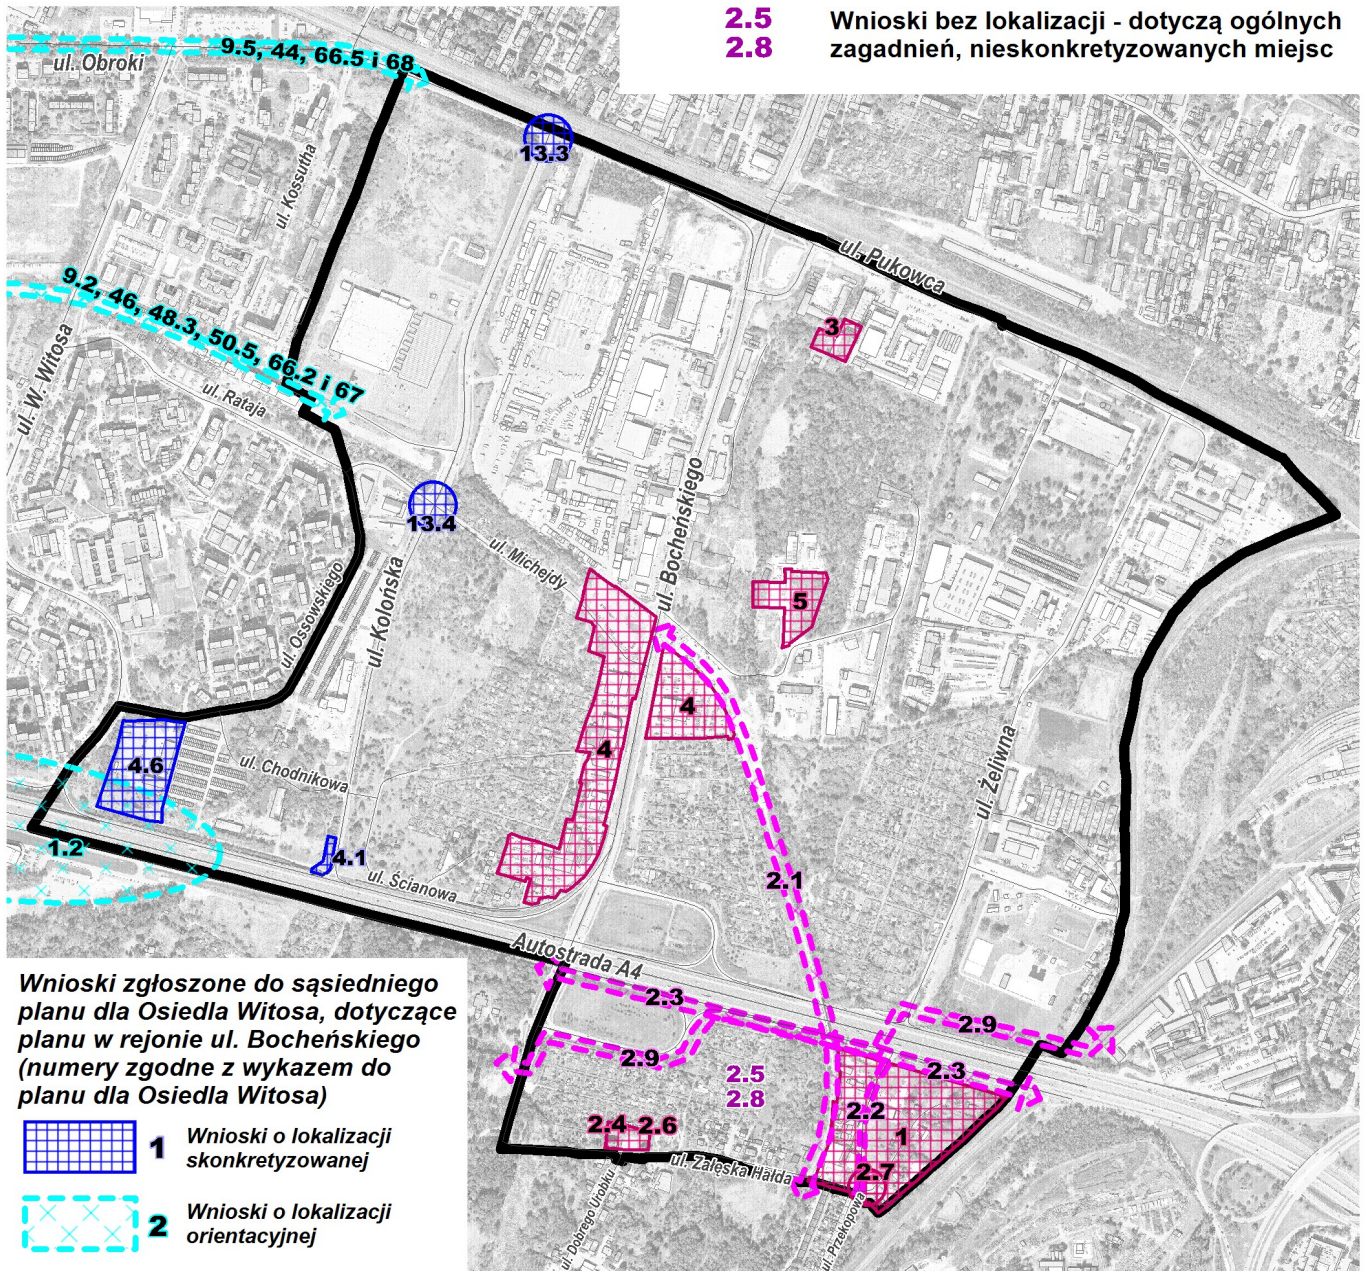 2.5 Wnioski bez lokalizacji - dotyczą ogólnych
2.8 zagadnień, nieskonkretyzowanych miejsc
9.5, 44, 66.5 i 68
ul. Obroki
13.3
ul. Kossutha
ul. Pukowca
9.2, 46, 48.3, 50.5, 66.2 i 67
3
ul. W. Witosa
ul. Rataja
ul. Bocheńskiego
13.4
ul. Michejdy
ul. Ossowskiego
ul. Kolońska
5
4
4
4.6
ul. Chodnikowa
ul. Żeliwna
1.2
4.1
ul. Ścianowa
2.1
Autostrada A4
2.3
2.9
2.9
2.3
2.5
2.8
2.2
1
2.4 2.6
2.7
ul. Załęska Hałda
ul. Dobrego Urobku
ul. Przekopowa
Wnioski zgłoszone do sąsiedniego
planu dla Osiedla Witosa, dotyczące
planu w rejonie ul. Bocheńskiego
(numery zgodne z wykazem do
planu dla Osiedla Witosa)
1 Wnioski o lokalizacji
skonkretyzowanej
2 Wnioski o lokalizacji
orientacyjnej